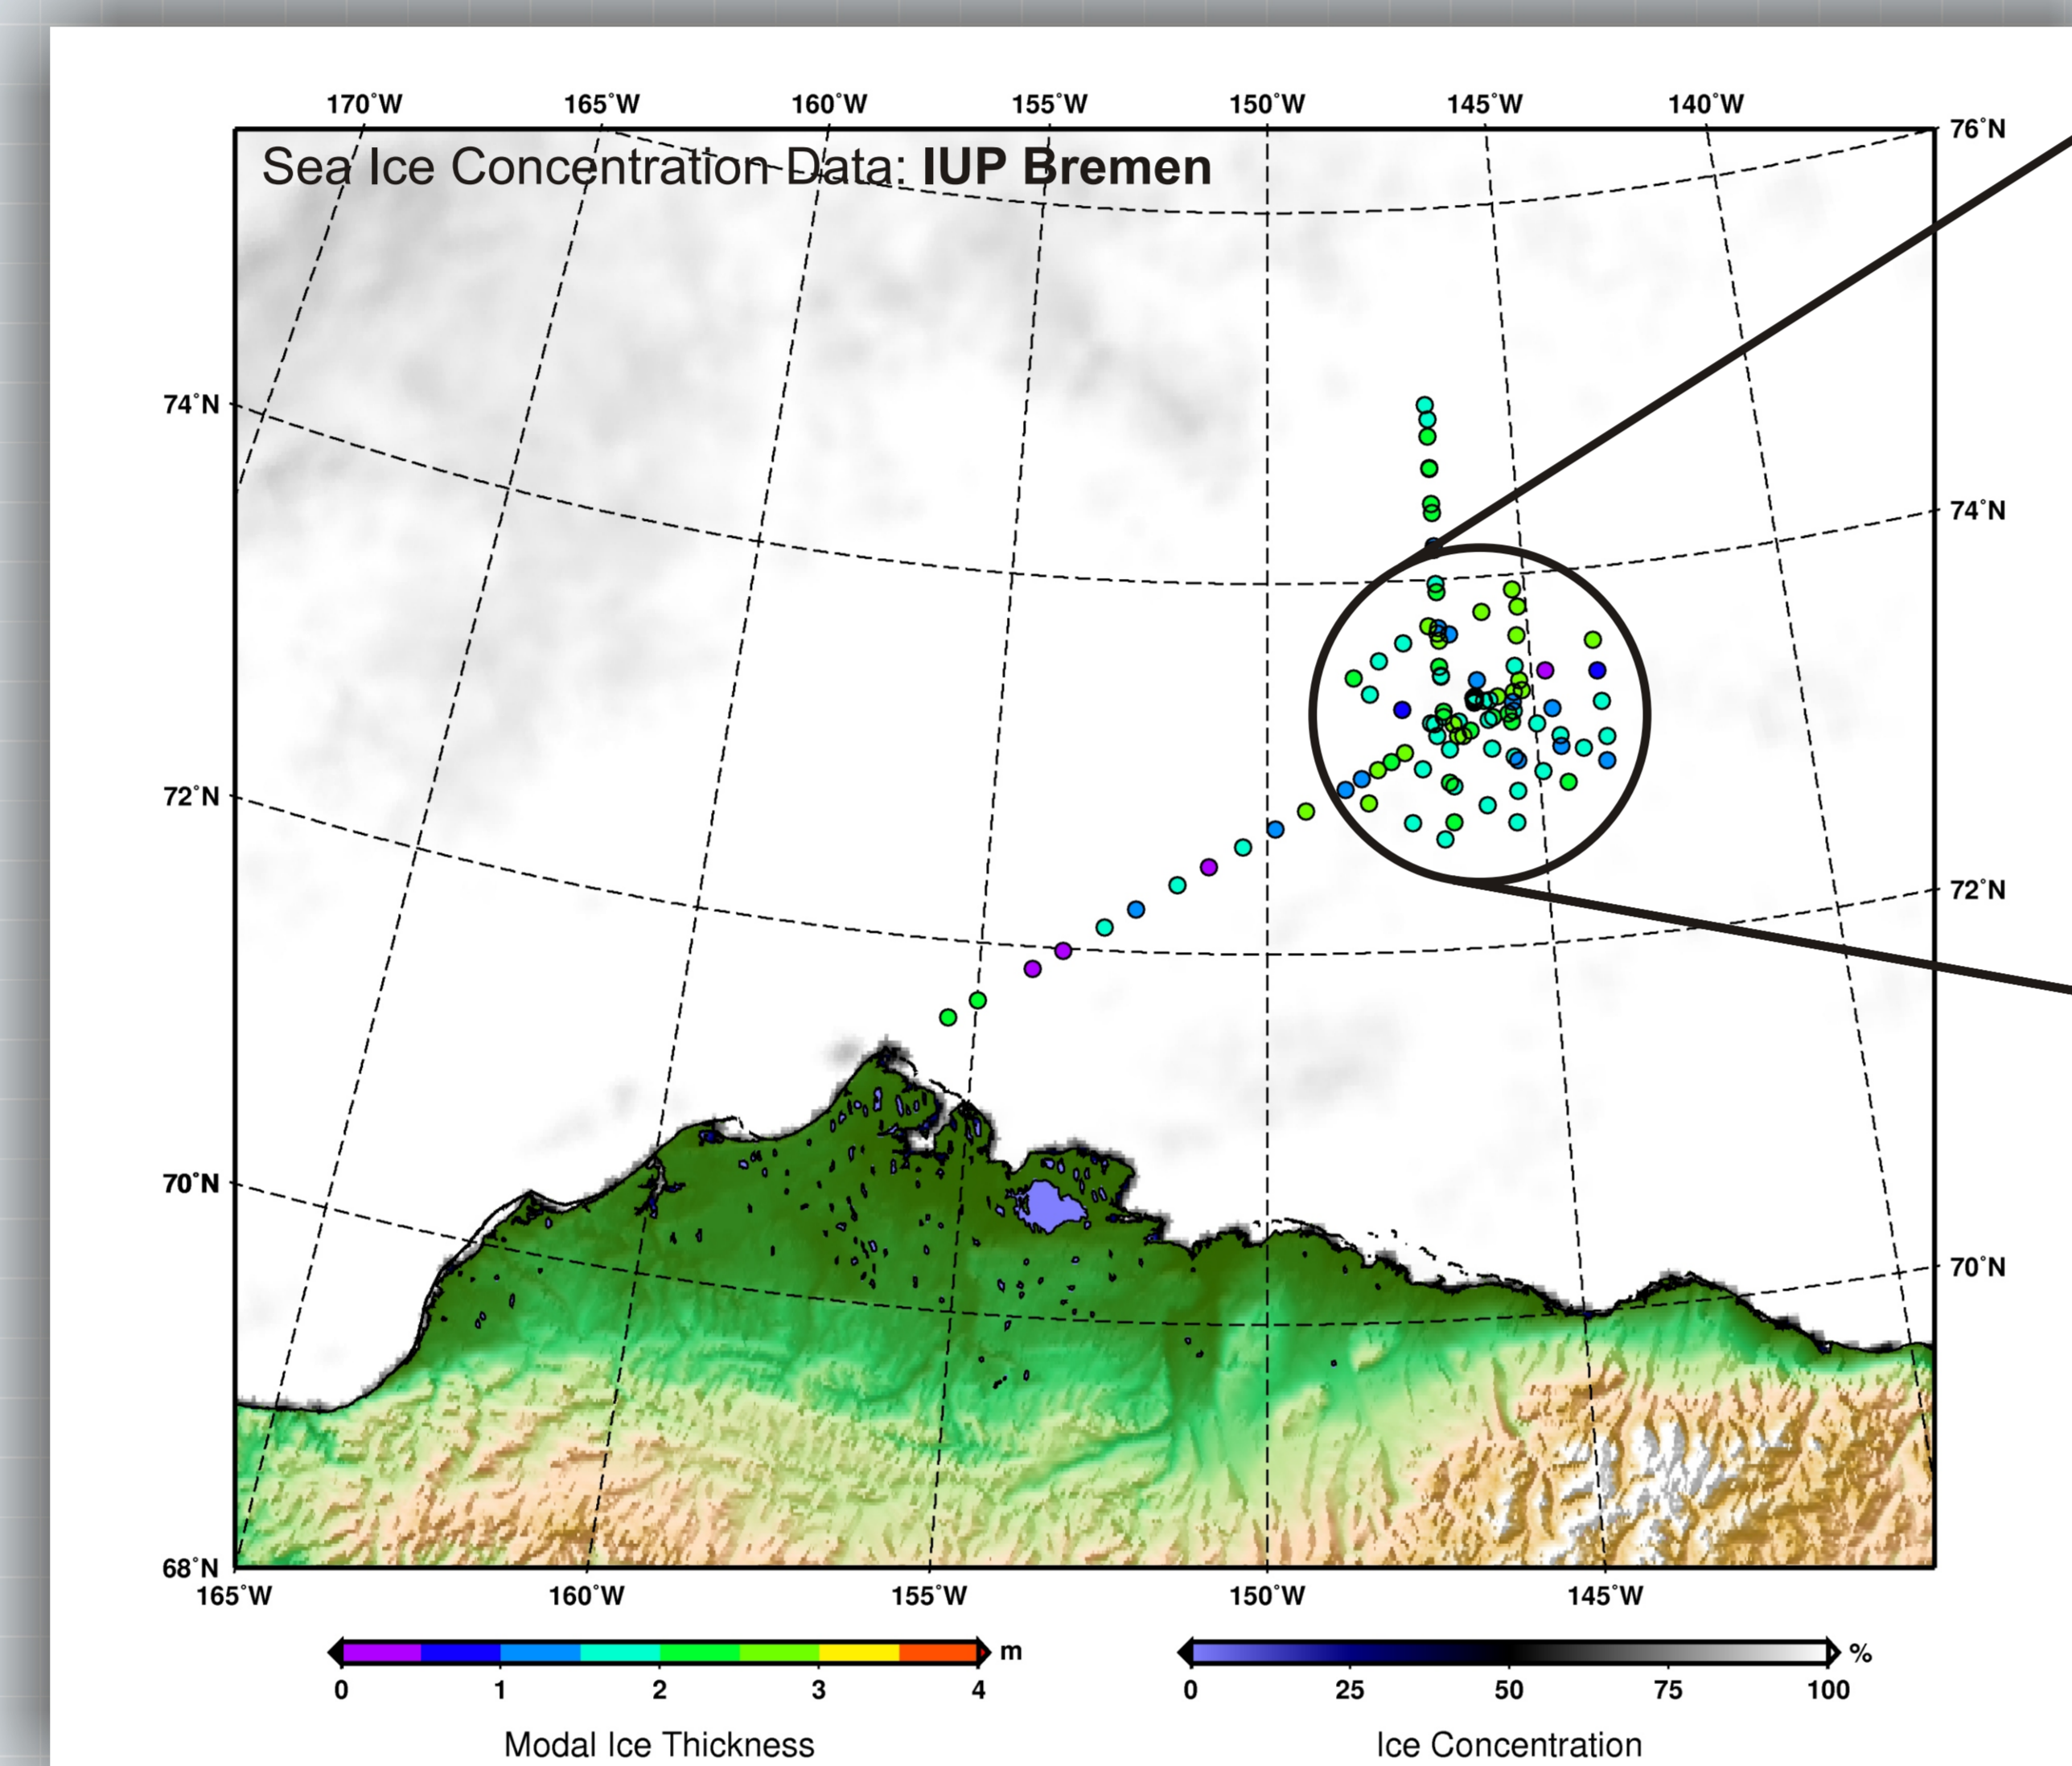 170°W 165°W 160°W 155°W 150°W 145°W 140°W
76°N
Sea Ice Concentration Data: IUP Bremen
74°N
74°N
72°N
72°N
70°N
70°N
68°N
165°W 160°W 155°W 150°W 145°W
m
%
0 1 2 3 4
0 25 50 75 100
Modal Ice Thickness
Ice Concentration